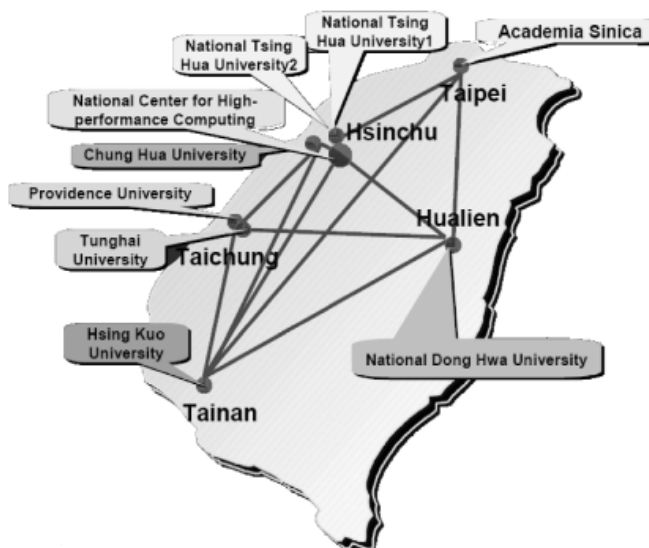 National Tsing
Hua University1
Academia Sinica
National Tsing
Hua University2
Taipei
National Center for High-
performance Computing
Hsinchu
Chung Hua University
Providence University
Hualien
Tunghai
University
Taichung
Hsing Kuo
University
National Dong Hwa University
Tainan